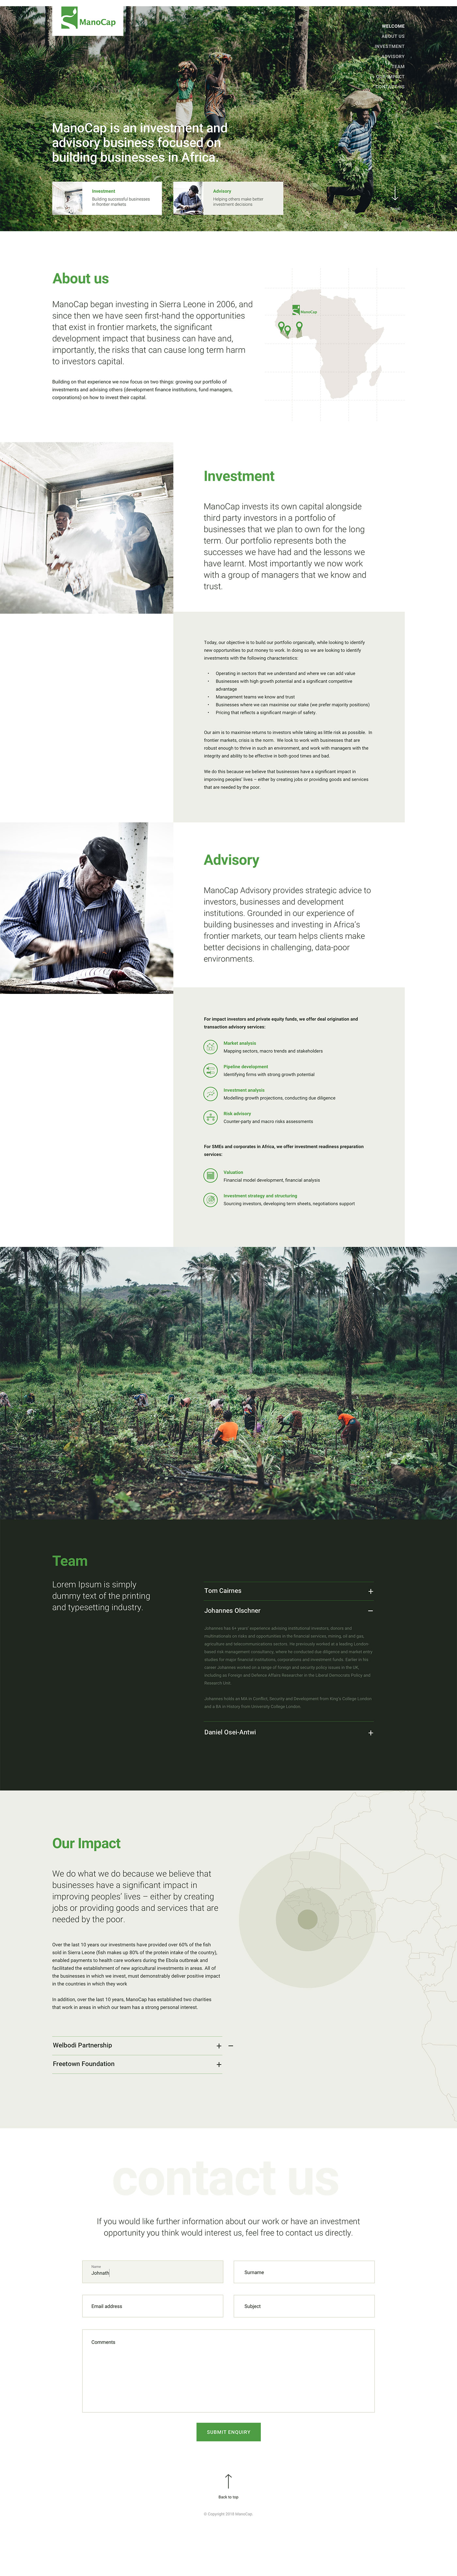 ManoCap
WELCOME
ABOUT US
INVESTMENT
ADVISORY
TEAM
ManoCap is an investment and
advisory business focused on
building businesses in Africa.
Investment
Building successful businesses
in frontier markets
Advisory
Helping others make better
investment decisions
About us
ManoCap began investing in Sierra Leone in 2006, and
since then we have seen first-hand the opportunities
that exist in frontier markets, the significant
development impact that business can have and,
importantly, the risks that can cause long term harm
to investors capital.
Building on that experience we now focus on two things: growing our portfolio of
investments and advising others (development finance institutions, fund managers,
corporations) on how to invest their capital.
ManoCap
Investment
ManoCap invests its own capital alongside
third party investors in a portfolio of
businesses that we plan to own for the long
term. Our portfolio represents both the
successes we have had and the lessons we
have learnt. Most importantly we now work
with a group of managers that we know and
trust.
Today, our objective is to build our portfolio organically, while looking to identify
new opportunities to put money to work. In doing so we are looking to identify
investments with the following characteristics:
• Operating in sectors that we understand and where we can add value
• Businesses with high growth potential and a significant competitive
advantage
• Management teams we know and trust
• Businesses where we can maximise our stake (we prefer majority positions)
• Pricing that reflects a significant margin of safety.
Our aim is to maximise returns to investors while taking as little risk as possible. In
frontier markets, crisis is the norm. We look to work with businesses that are
robust enough to thrive in such an environment, and work with managers with the
integrity and ability to be effective in both good times and bad.
We do this because we believe that businesses have a significant impact in
improving peoples' lives – either by creating jobs or providing goods and services
that are needed by the poor.
Advisory
ManoCap Advisory provides strategic advice to
investors, businesses and development
institutions. Grounded in our experience of
building businesses and investing in Africa's
frontier markets, our team helps clients make
better decisions in challenging, data-poor
environments.
For impact investors and private equity funds, we offer deal origination and
transaction advisory services:
Market analysis
Mapping sectors, macro trends and stakeholders
Pipeline development
Identifying firms with strong growth potential
Investment analysis
Modelling growth projections, conducting due diligence
Risk advisory
Counter-party and macro risks assessments
For SMEs and corporates in Africa, we offer investment readiness preparation
services:
Valuation
Financial model development, financial analysis
Investment strategy and structuring
Sourcing investors, developing term sheets, negotiations support
Team
Lorem Ipsum is simply
dummy text of the printing
and typesetting industry.
Tom Cairnes
Johannes Olschner
Johannes holds an MA in Conflict, Security and Development from King's College London
and a BA in History from University College London.
Daniel Osei-Antwi
Our Impact
We do what we do because we believe that
businesses have a significant impact in
improving peoples' lives – either by creating
jobs or providing goods and services that are
needed by the poor.
Over the last 10 years our investments have provided over 60% of the fish
sold in Sierra Leone (fish makes up 80% of the protein intake of the country),
enabled payments to health care workers during the Ebola outbreak and
facilitated the establishment of new agricultural investments in areas. All of
the businesses in which we invest, must demonstrably deliver positive impact
in the countries in which they work
In addition, over the last 10 years, ManoCap has established two charities
that work in areas in which our team has a strong personal interest.
Welbodi Partnership
Freetown Foundation
contact us
If you would like further information about our work or have an investment
opportunity you think would interest us, feel free to contact us directly.
Name
Johnath
Surname
Email address
Subject
Comments
SUBMIT ENQUIRY
Back to top